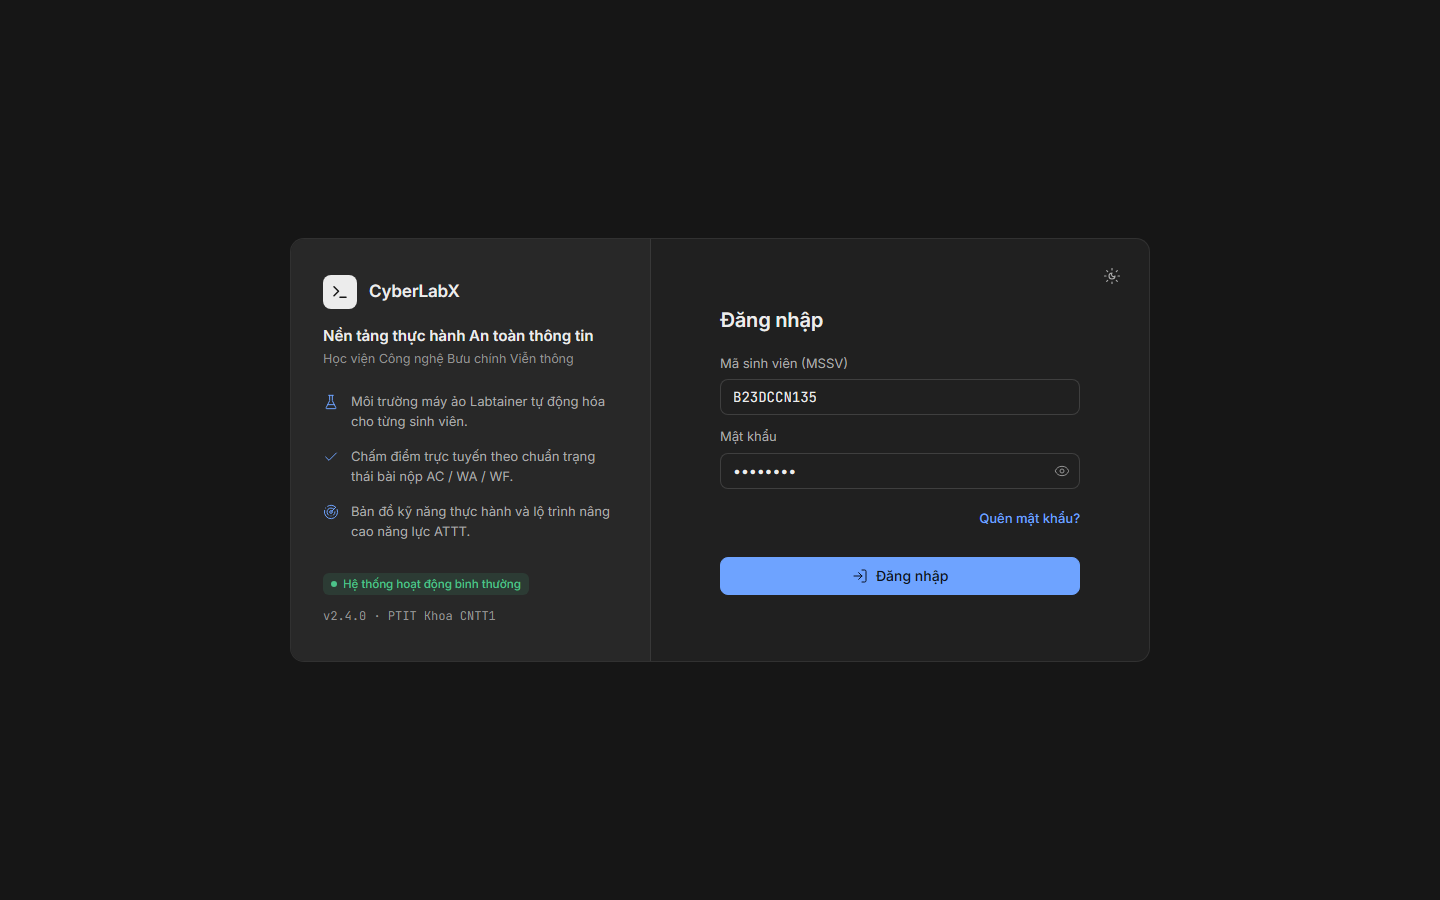 CyberLabX
Nền tảng thực hành An toàn thông tin
Học viện Công nghệ Bưu chính Viễn thông
Môi trường máy ảo Labtainer tự động hóa
cho từng sinh viên.
Chấm điểm trực tuyến theo chuẩn trạng
thái bài nộp AC / WA / WF.
Bản đồ kỹ năng thực hành và lộ trình nâng
cao năng lực ATTT.
Hệ thống hoạt động bình thường
v2.4.0 · PTIT Khoa CNTT1
Đăng nhập
Mã sinh viên (MSSV)
B23DCCN135
Mật khẩu
••••••••
Quên mật khẩu?
Đăng nhập